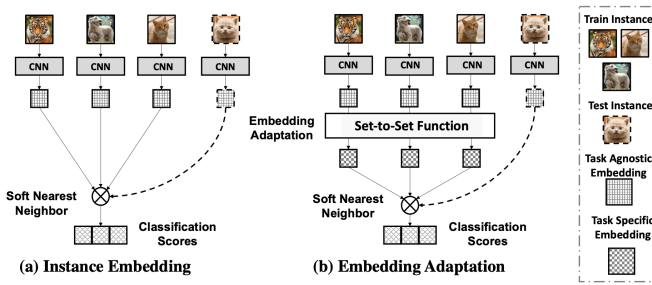 CNN CNN CNN CNN
Soft Nearest
Neighbor
Classification
Scores
(a) Instance Embedding
CNN CNN CNN CNN
Embedding
Adaptation
Set-to-Set Function
Soft Nearest
Neighbor
Classification
Scores
(b) Embedding Adaptation
Train Instance
Test Instance
Task Agnostic
Embedding
Task Specific
Embedding